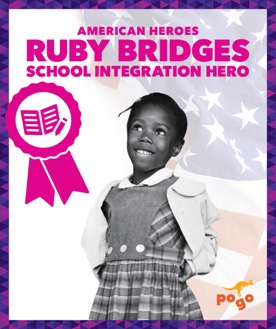 AMERICAN HEROES
RUBY BRIDGES
SCHOOL INTEGRATION HERO
pogo